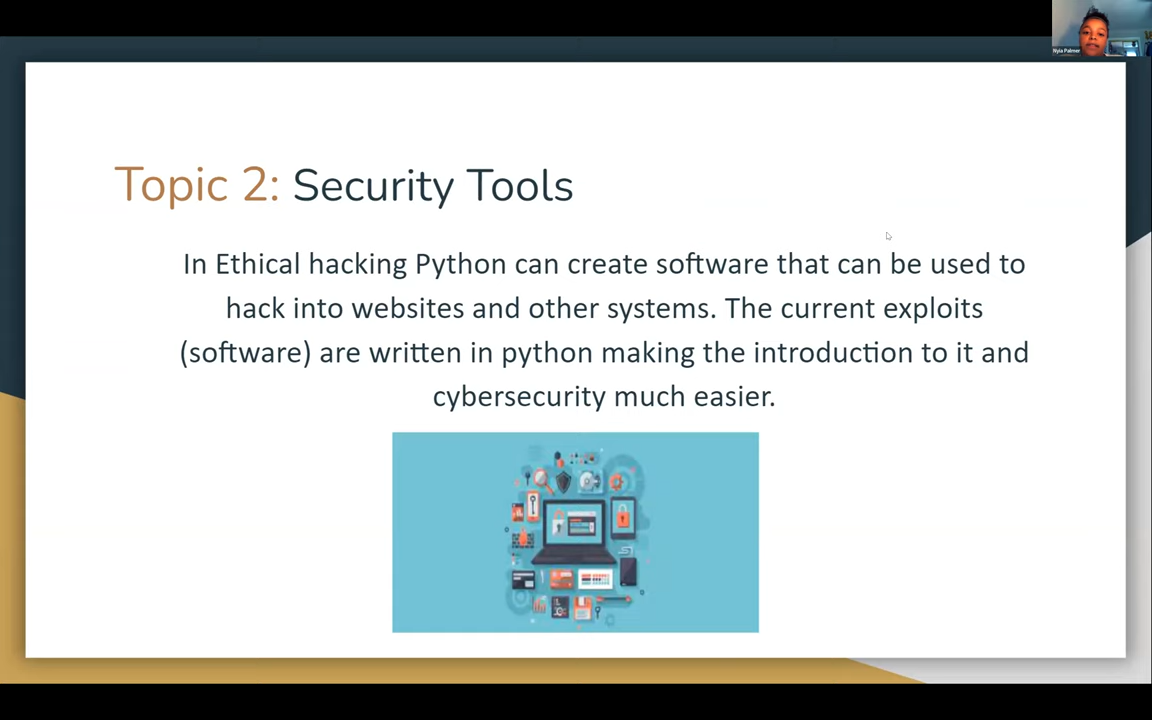 Nyla Palmer
Topic 2: Security Tools
In Ethical hacking Python can create software that can be used to
hack into websites and other systems. The current exploits
(software) are written in python making the introduction to it and
cybersecurity much easier.